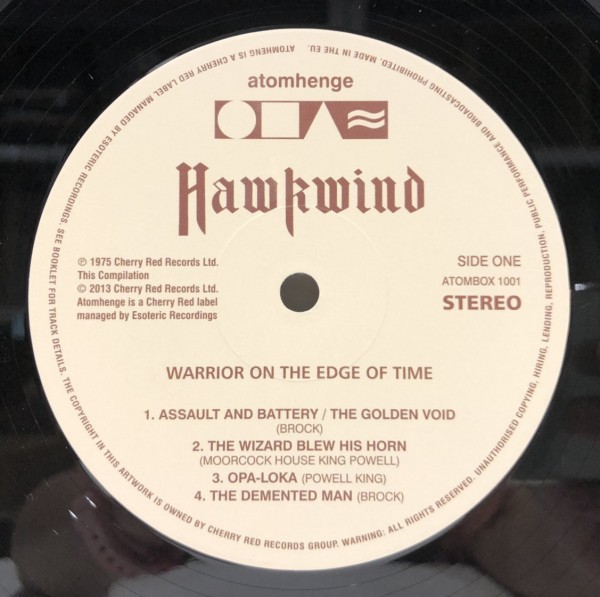 atomhenge
Hawkwind
℗ 1975 Cherry Red Records Ltd.
This Compilation
© 2013 Cherry Red Records Ltd.
Atomhenge is a Cherry Red label
managed by Esoteric Recordings
SIDE ONE
ATOMBOX 1001
STEREO
WARRIOR ON THE EDGE OF TIME
1. ASSAULT AND BATTERY / THE GOLDEN VOID
(BROCK)
2. THE WIZARD BLEW HIS HORN
(MOORCOCK HOUSE KING POWELL)
3. OPA-LOKA (POWELL KING)
4. THE DEMENTED MAN (BROCK)
ATOMHENGE IS A CHERRY RED LABEL MANAGED BY ESOTERIC RECORDINGS. SEE BOOKLET FOR TRACK DETAILS. THE COPYRIGHT IN THIS ARTWORK IS OWNED BY CHERRY RED RECORDS GROUP. WARNING: ALL RIGHTS RESERVED. UNAUTHORISED COPYING, HIRING, LENDING, REPRODUCTION, PUBLIC PERFORMANCE AND BROADCASTING PROHIBITED. MADE IN THE EU.